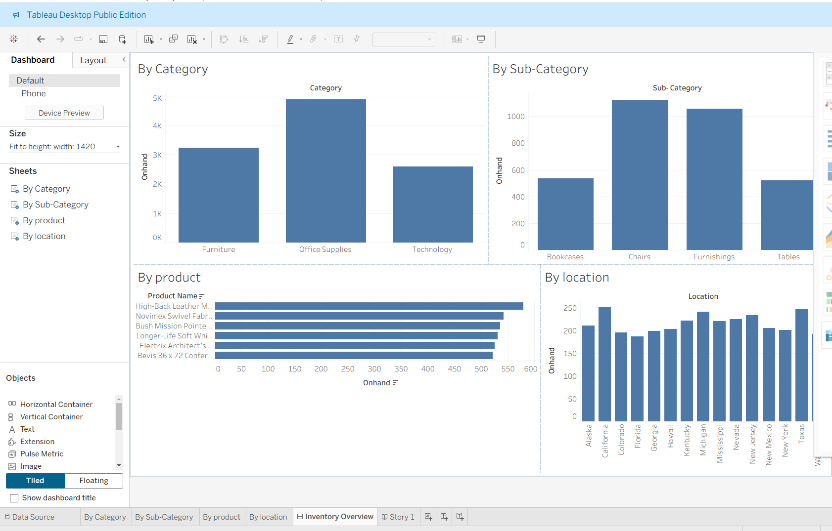 Tableau Desktop Public Edition
Dashboard
Layout
Default
Phone
Device Preview
Size
Fit to height: width: 1420
Sheets
By Category
By Sub-Category
By product
By location
Objects
Horizontal Container
Vertical Container
Text
Extension
Pulse Metric
Image
Tiled
Floating
Show dashboard title
By Category
Category
Onhand
5K
4K
3K
2K
1K
0K
Furniture
Office Supplies
Technology
By Sub-Category
Sub- Category
Onhand
1000
800
600
400
200
0
Bookcases
Chairs
Furnishings
Tables
By product
Product Name
High-Back Leather M..
Novimex Swivel Fabr..
Bush Mission Pointe ..
Longer-Life Soft Whi..
Electrix Architect's ..
Bevis 36 x 72 Confer..
0 50 100 150 200 250 300 350 400 450 500 550 600
Onhand
By location
Location
Onhand
250
200
150
100
50
0
Alaska
California
Colorado
Florida
Georgia
Hawai..
Kentucky
Michigan
Mississippi
Nevada
New Jersey
New Mexico
New York
Texas
Data Source
By Category
By Sub-Category
By product
By location
Inventory Overview
Story 1